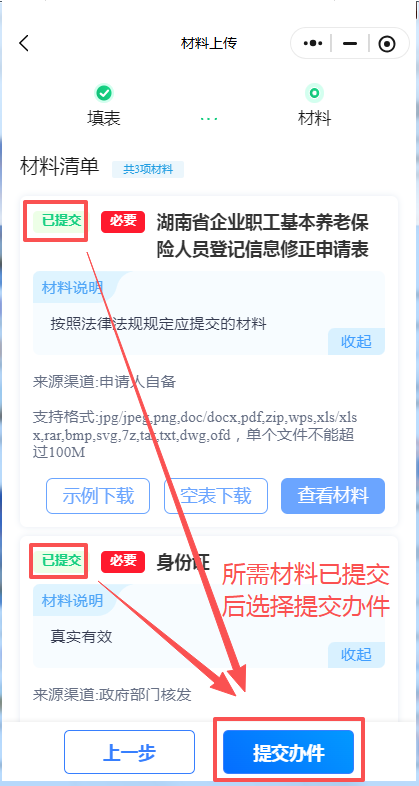 材料上传
填表
...
材料
材料清单 共3项材料
已提交 必要 湖南省企业职工基本养老保
险人员登记信息修正申请表
材料说明
按照法律法规规定应提交的材料
收起
来源渠道:申请人自备
支持格式:jpg/jpeg,png,doc/docx,pdf,zip,wps,xls/xls
x,rar,bmp,svg,7z,tar,txt,dwg,ofd，单个文件不能超
过100M
示例下载 空表下载 查看材料
已提交 必要 身份证
所需材料已提交
后选择提交办件
材料说明
真实有效
收起
来源渠道:政府部门核发
上一步 提交办件